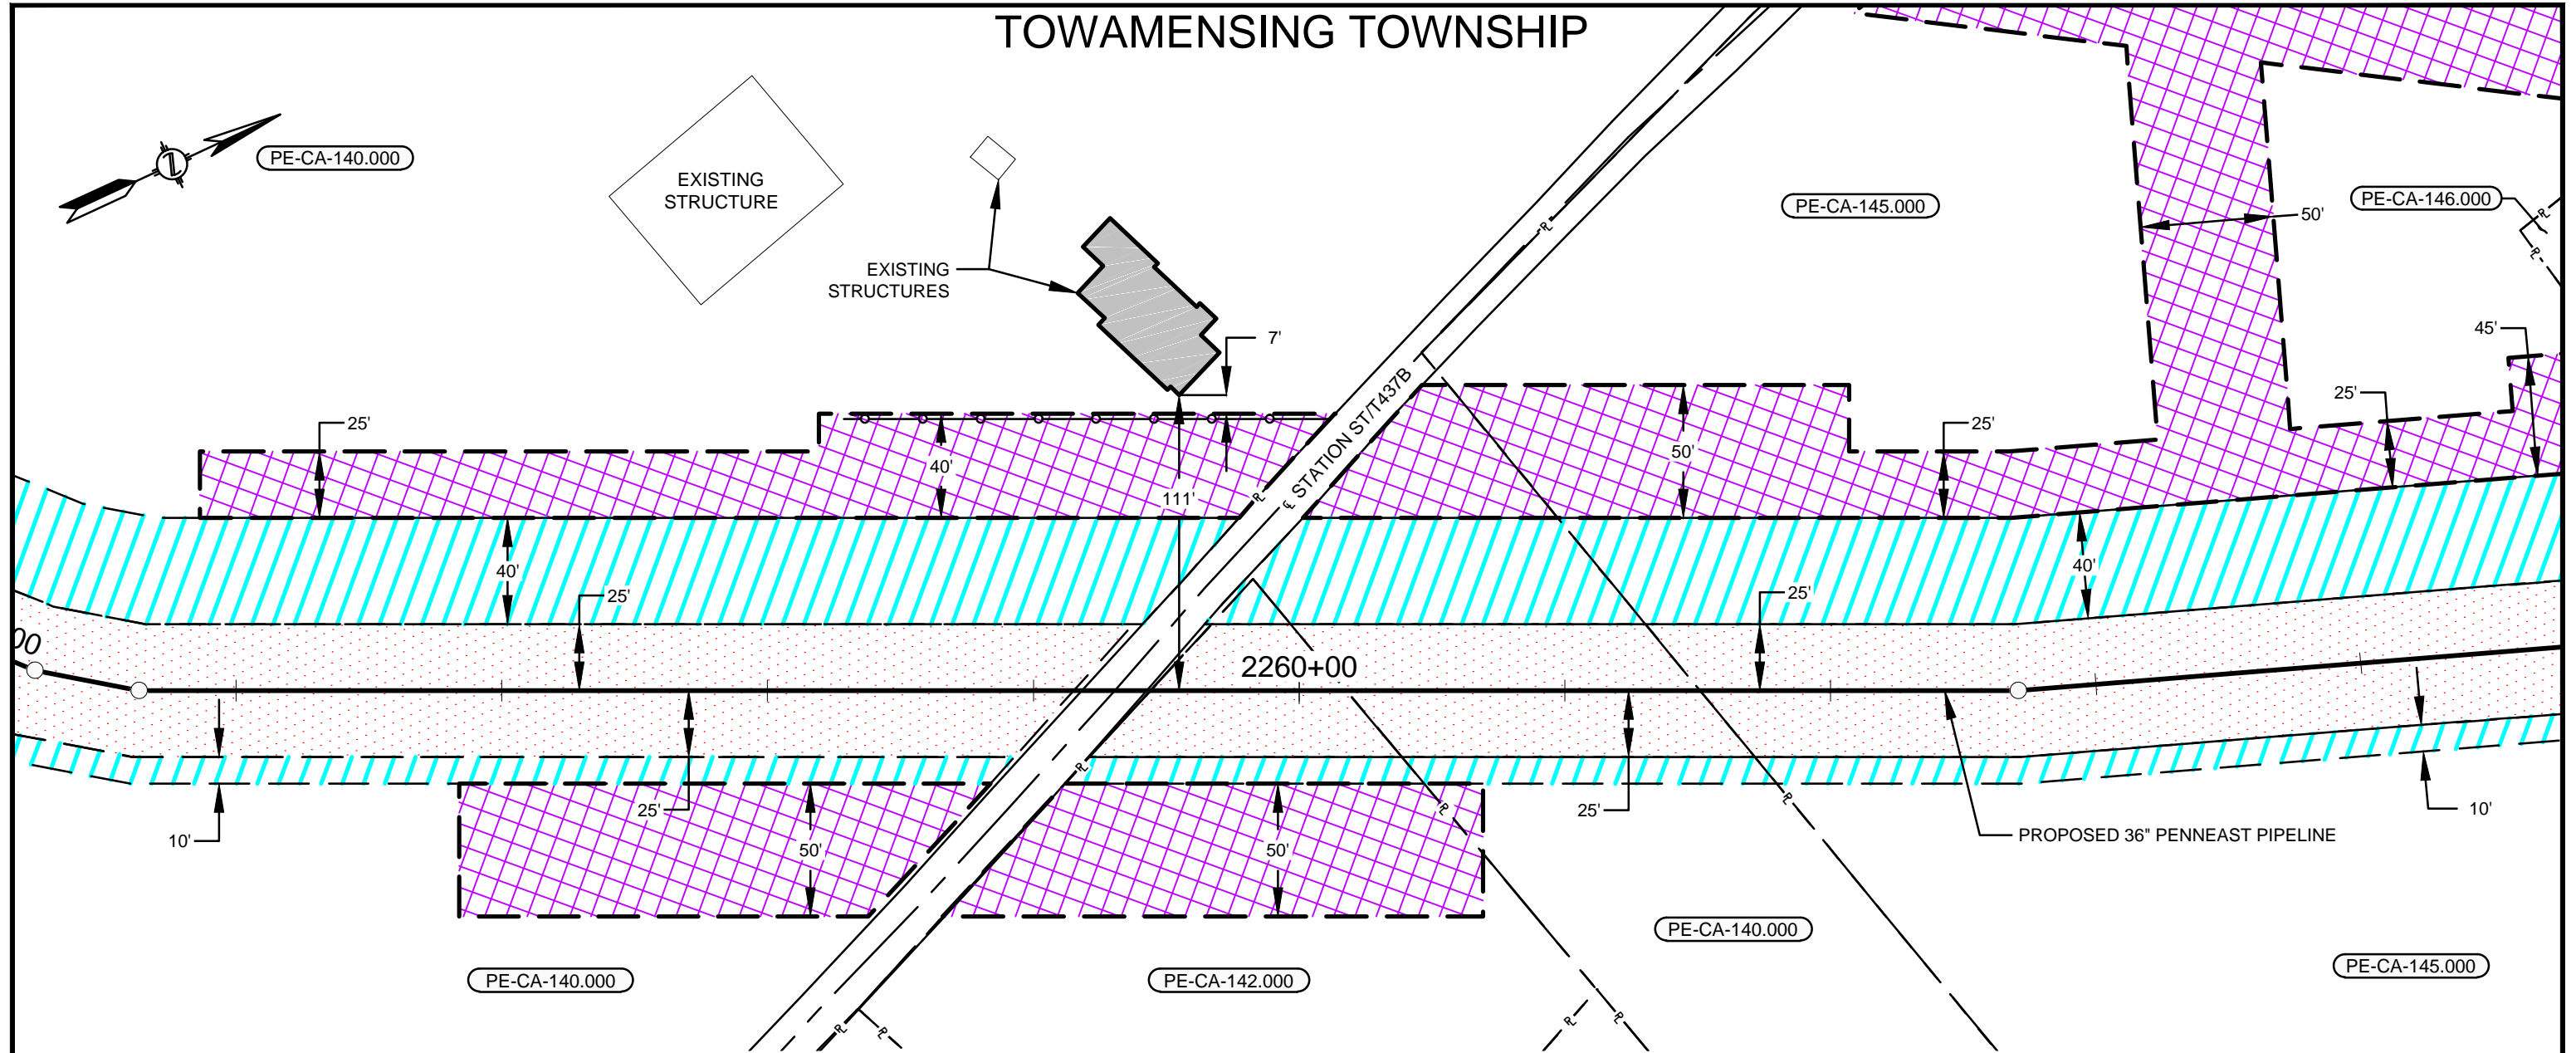 TOWAMENSING TOWNSHIP
PE-CA-140.000
EXISTING
STRUCTURE
EXISTING
STRUCTURES
7'
PE-CA-145.000
PE-CA-146.000
50'
45'
25'
25'
25'
40'
50'
111'
℄ STATION ST/T437B
40'
25'
25'
40'
00
2260+00
25'
25'
10'
10'
50'
50'
PROPOSED 36" PENNEAST PIPELINE
PE-CA-140.000
PE-CA-142.000
PE-CA-140.000
PE-CA-145.000